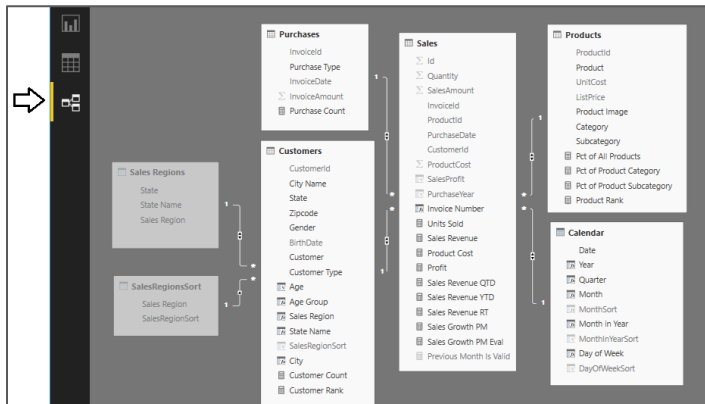 Purchases
InvoiceId
Purchase Type
InvoiceDate
InvoiceAmount
Purchase Count
1
*
Sales
Id
Quantity
SalesAmount
InvoiceId
ProductId
PurchaseDate
CustomerId
ProductCost
SalesProfit
PurchaseYear
Invoice Number
Units Sold
Sales Revenue
Product Cost
Profit
Sales Revenue QTD
Sales Revenue YTD
Sales Revenue RT
Sales Growth PM
Sales Growth PM Eval
Previous Month Is Valid
Products
ProductId
Product
UnitCost
ListPrice
Product Image
Category
Subcategory
Pct of All Products
Pct of Product Category
Pct of Product Subcategory
Product Rank
1
*
Sales Regions
State
State Name
Sales Region
1
*
SalesRegionsSort
Sales Region
SalesRegionSort
1
*
Customers
CustomerId
City Name
State
Zipcode
Gender
BirthDate
Customer
Customer Type
Age
Age Group
Sales Region
State Name
SalesRegionSort
City
Customer Count
Customer Rank
1
*
Calendar
Date
Year
Quarter
Month
MonthSort
Month in Year
MonthInYearSort
Day of Week
DayOfWeekSort
1
*